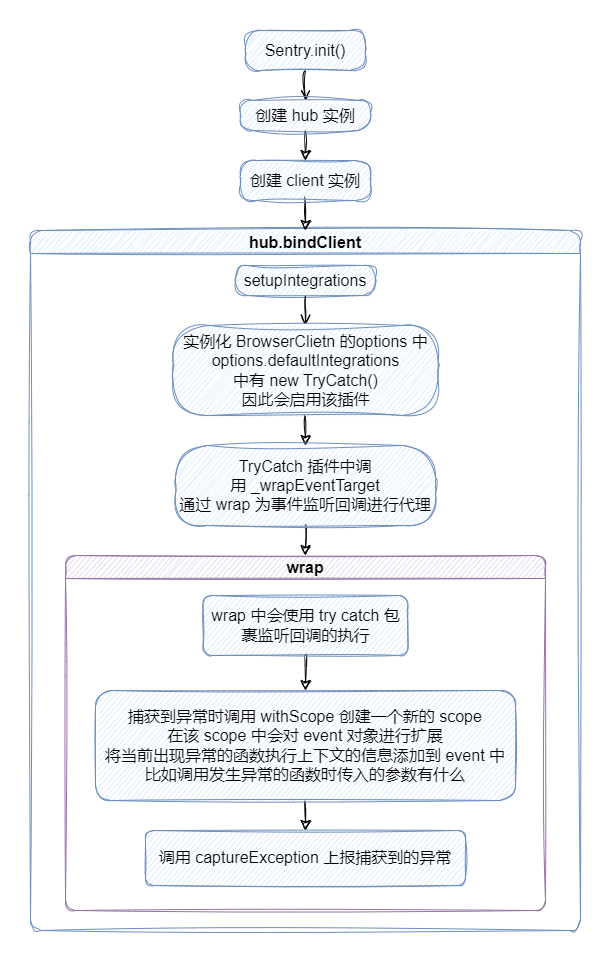 Sentry.init()
创建 hub 实例
创建 client 实例
hub.bindClient
setupIntegrations
实例化 BrowserClietn 的options 中
options.defaultIntegrations
中有 new TryCatch()
因此会启用该插件
TryCatch 插件中调
用 _wrapEventTarget
通过 wrap 为事件监听回调进行代理
wrap
wrap 中会使用 try catch 包
裹监听回调的执行
捕获到异常时调用 withScope 创建一个新的 scope
在该 scope 中会对 event 对象进行扩展
将当前出现异常的函数执行上下文的信息添加到 event 中
比如调用发生异常的函数时传入的参数有什么
调用 captureException 上报捕获到的异常